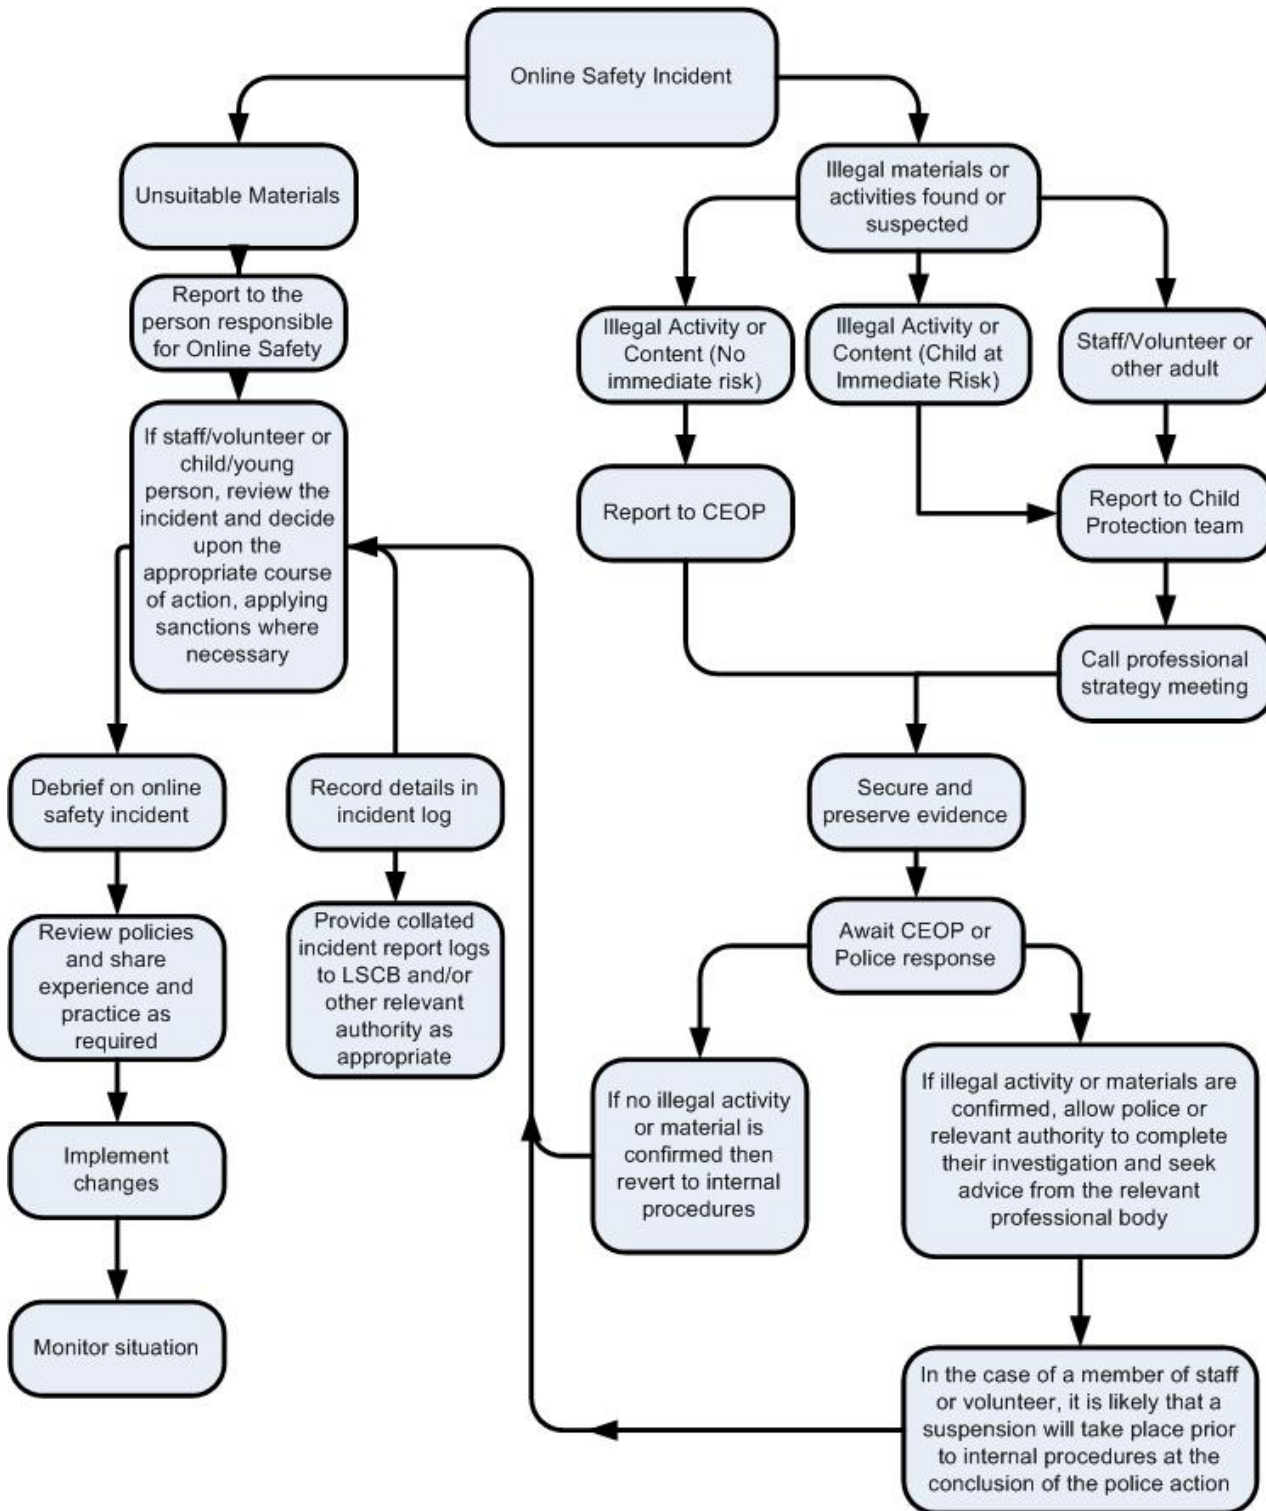 Online Safety Incident
Unsuitable Materials
Report to the
person responsible
for Online Safety
If staff/volunteer or
child/young
person, review the
incident and decide
upon the
appropriate course
of action, applying
sanctions where
necessary
Debrief on online
safety incident
Review policies
and share
experience and
practice as
required
Implement
changes
Monitor situation
Record details in
incident log
Provide collated
incident report logs
to LSCB and/or
other relevant
authority as
appropriate
Illegal materials or
activities found or
suspected
Illegal Activity or
Content (No
immediate risk)
Illegal Activity or
Content (Child at
Immediate Risk)
Staff/Volunteer or
other adult
Report to CEOP
Report to Child
Protection team
Call professional
strategy meeting
Secure and
preserve evidence
Await CEOP or
Police response
If no illegal activity
or material is
confirmed then
revert to internal
procedures
If illegal activity or materials are
confirmed, allow police or
relevant authority to complete
their investigation and seek
advice from the relevant
professional body
In the case of a member of staff
or volunteer, it is likely that a
suspension will take place prior
to internal procedures at the
conclusion of the police action